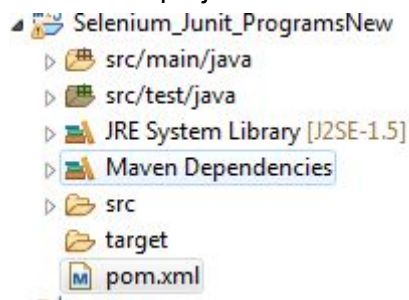 Selenium_Junit_ProgramsNew
src/main/java
src/test/java
JRE System Library [J2SE-1.5]
Maven Dependencies
src
target
pom.xml